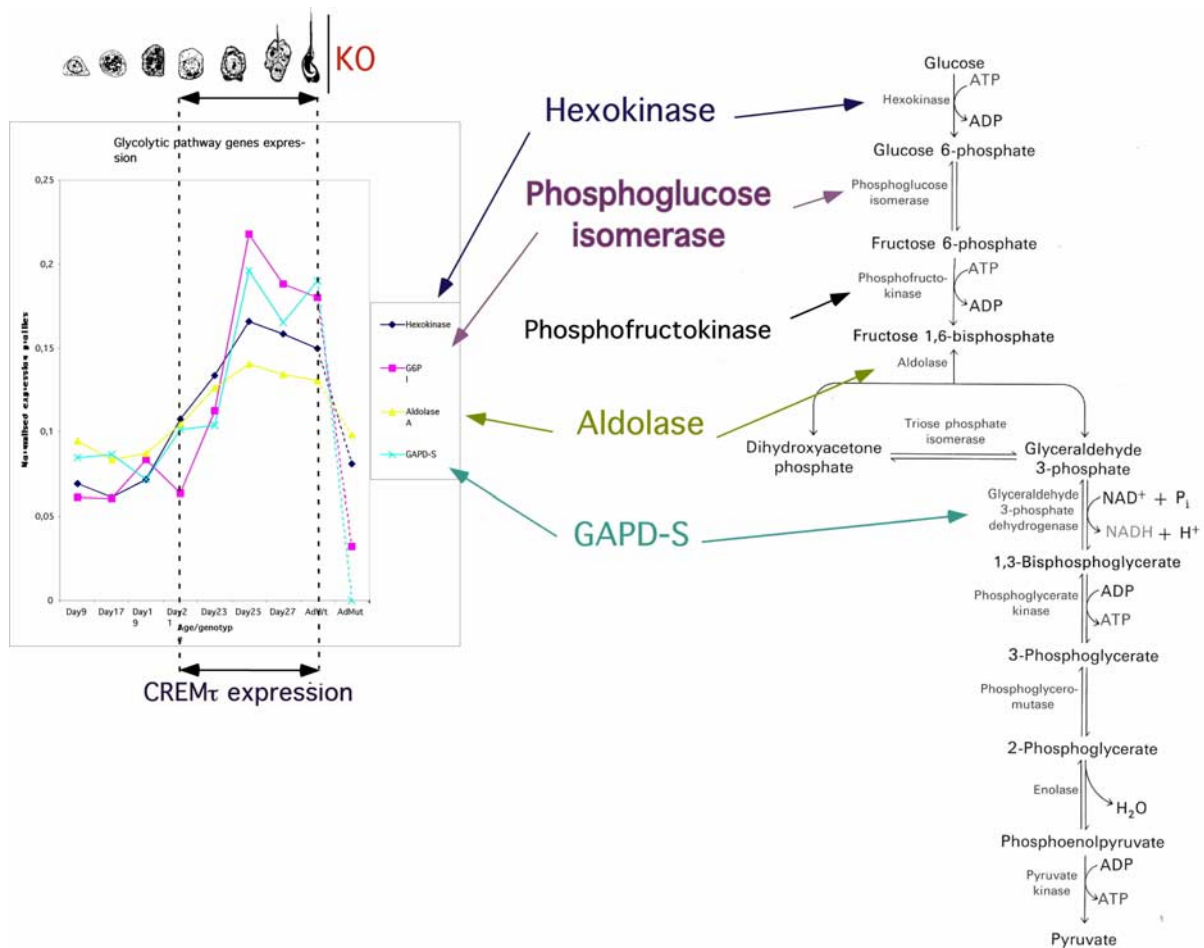 KO
Glycolytic pathway genes expres-
sion
0,25
0,2
0,15
0,1
0,05
0
Normalised expression profiles
Day9
Day17
Day1
9
Day2
1
Day23
Day25
Day27
AdWt
AdMut
Age/genotyp
e
Hexokinase
G6P
I
Aldolase
A
GAPD-S
CREMτ expression
Hexokinase
Phosphoglucose
isomerase
Phosphofructokinase
Aldolase
GAPD-S
Glucose
Hexokinase
ATP
ADP
Glucose 6-phosphate
Phosphoglucose
isomerase
Fructose 6-phosphate
Phosphofructo-
kinase
ATP
ADP
Fructose 1,6-bisphosphate
Aldolase
Dihydroxyacetone
phosphate
Triose phosphate
isomerase
Glyceraldehyde
3-phosphate
Glyceraldehyde
3-phosphate
dehydrogenase
NAD⁺ + Pᵢ
NADH + H⁺
1,3-Bisphosphoglycerate
Phosphoglycerate
kinase
ADP
ATP
3-Phosphoglycerate
Phosphoglycero-
mutase
2-Phosphoglycerate
Enolase
H₂O
Phosphoenolpyruvate
Pyruvate
kinase
ADP
ATP
Pyruvate